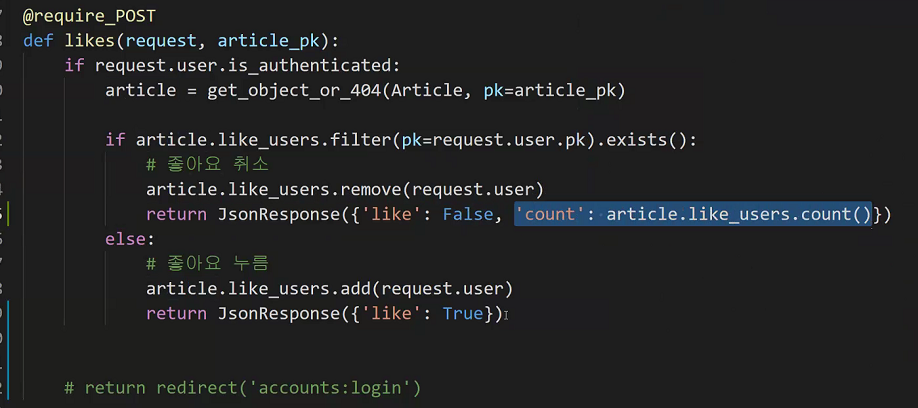 @require_POST
def likes(request, article_pk):
if request.user.is_authenticated:
article = get_object_or_404(Article, pk=article_pk)
if article.like_users.filter(pk=request.user.pk).exists():
# 좋아요 취소
article.like_users.remove(request.user)
return JsonResponse({'like': False, 'count': article.like_users.count()})
else:
# 좋아요 누름
article.like_users.add(request.user)
return JsonResponse({'like': True})
# return redirect('accounts:login')